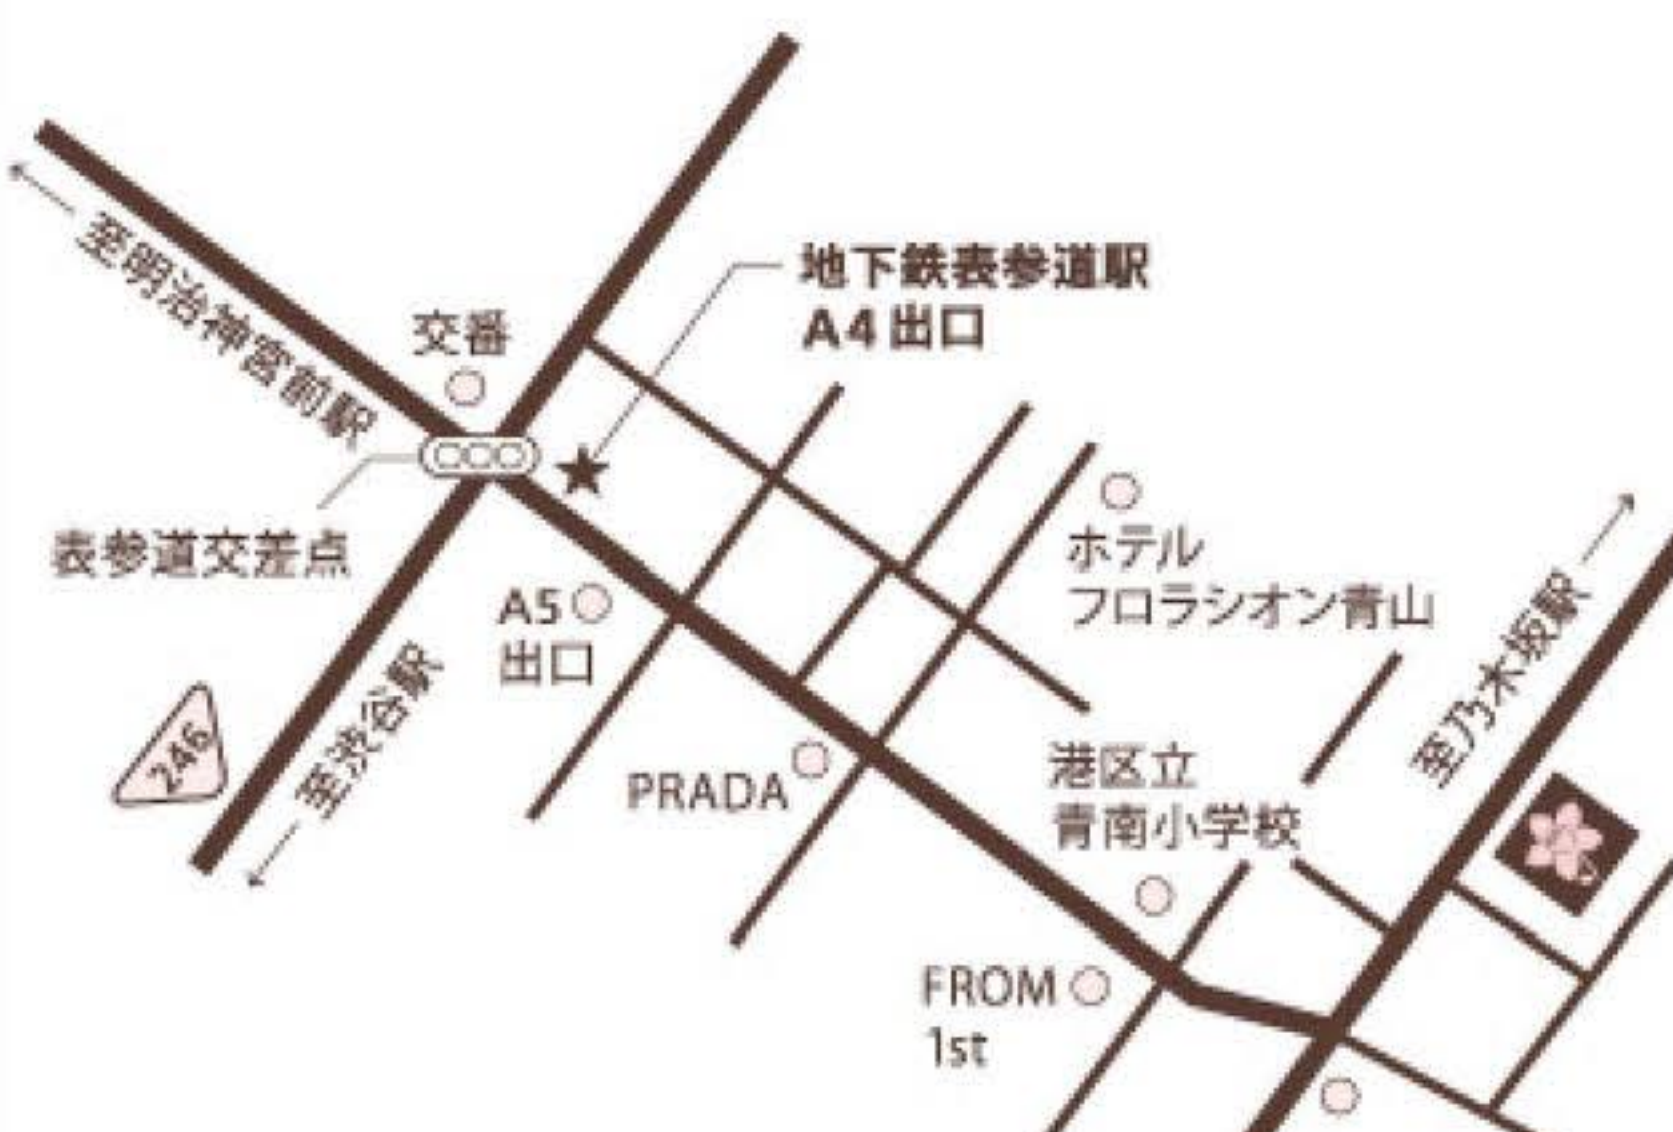 至明治神宮前駅
交番
地下鉄表参道駅
A4出口
表参道交差点
A5
出口
ホテル
フロラシオン青山
至乃木坂駅
至渋谷駅
246
PRADA
港区立
青南小学校
FROM
1st